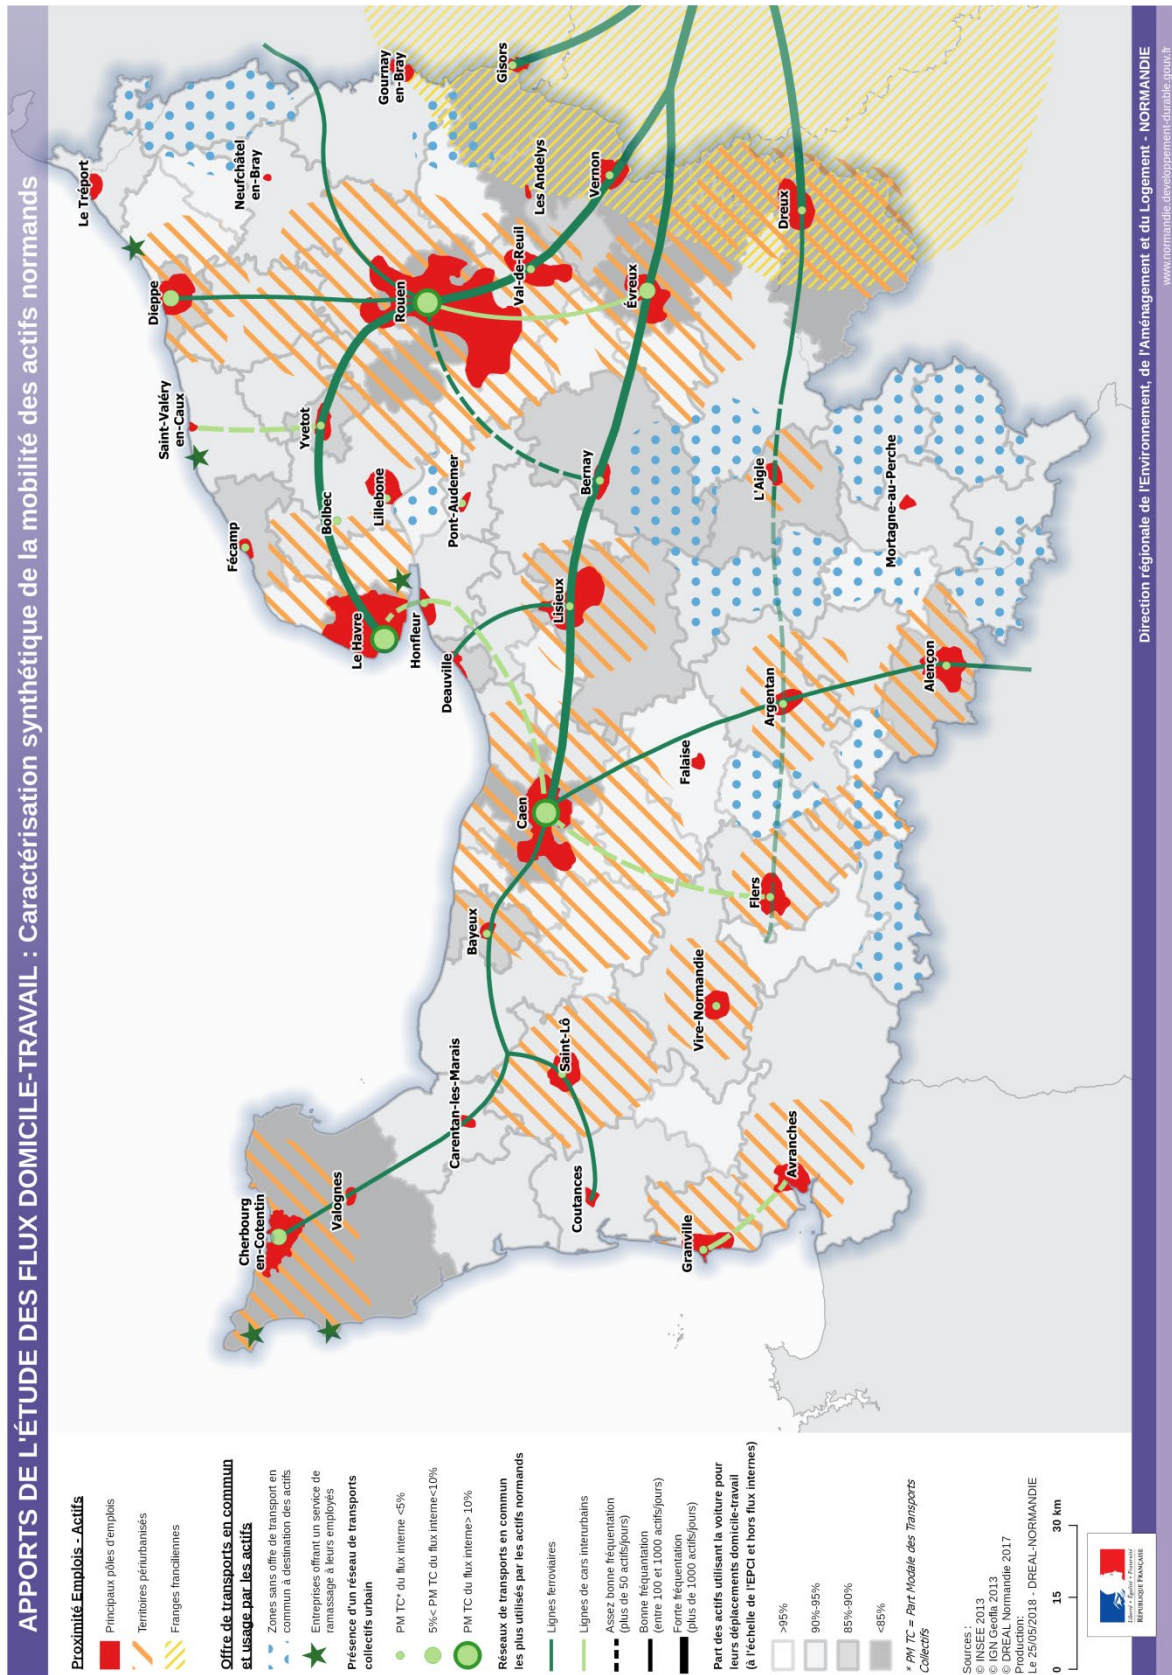 APPORTS DE L'ÉTUDE DES FLUX DOMICILE-TRAVAIL : Caractérisation synthétique de la mobilité des actifs normands
Proximité Emplois - Actifs
Principaux pôles d'emplois
Territoires périurbanisés
Franges franciliennes
Offre de transports en commun
et usage par les actifs
Zones sans offre de transport en
commun à destination des actifs
Entreprises offrant un service de
ramassage à leurs employés
Présence d'un réseau de transports
collectifs urbain
PM TC* du flux interne <5%
5%< PM TC du flux interne<10%
PM TC du flux interne> 10%
Réseaux de transports en commun
les plus utilisés par les actifs normands
Lignes ferroviaires
Lignes de cars interurbains
Assez bonne fréquentation
(plus de 50 actifs/jours)
Bonne fréquentation
(entre 100 et 1000 actifs/jours)
Forte fréquentation
(plus de 1000 actifs/jours)
Part des actifs utilisant la voiture pour
leurs déplacements domicile-travail
(à l'échelle de l'EPCI et hors flux internes)
>95%
90%-95%
85%-90%
<85%
* PM TC = Part Modale des Transports
Collectifs
Sources :
© INSEE 2013
© IGN Geofla 2013
© DREAL Normandie 2017
Production:
Le 25/05/2018 - DREAL-NORMANDIE
0 15 30 km
Liberté • Égalité • Fraternité
RÉPUBLIQUE FRANÇAISE
Le Tréport
Dieppe
Neufchâtel
en-Bray
Gournay
en-Bray
Gisors
Saint-Valéry
en-Caux
Fécamp
Yvetot
Bolbec
Lillebone
Rouen
Le Havre
Honfleur
Pont-Audemer
Val-de-Reuil
Les Andelys
Vernon
Évreux
Dreux
Deauville
Lisieux
Bernay
L'Aigle
Mortagne-au-Perche
Cherbourg
en-Cotentin
Valognes
Carentan-les-Marais
Bayeux
Caen
Saint-Lô
Coutances
Falaise
Argentan
Alençon
Flers
Vire-Normandie
Granville
Avranches
Direction régionale de l'Environnement, de l'Aménagement et du Logement - NORMANDIE
www.normandie.developpement-durable.gouv.fr